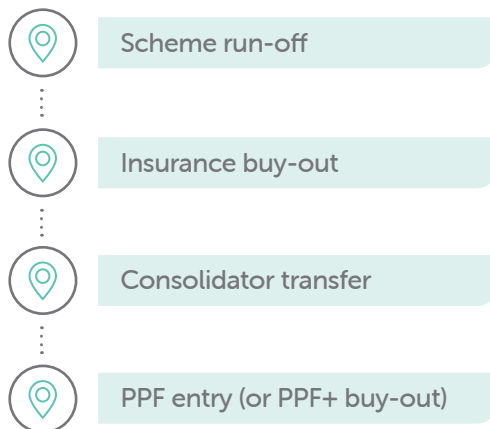 Scheme run-off
Insurance buy-out
Consolidator transfer
PPF entry (or PPF+ buy-out)